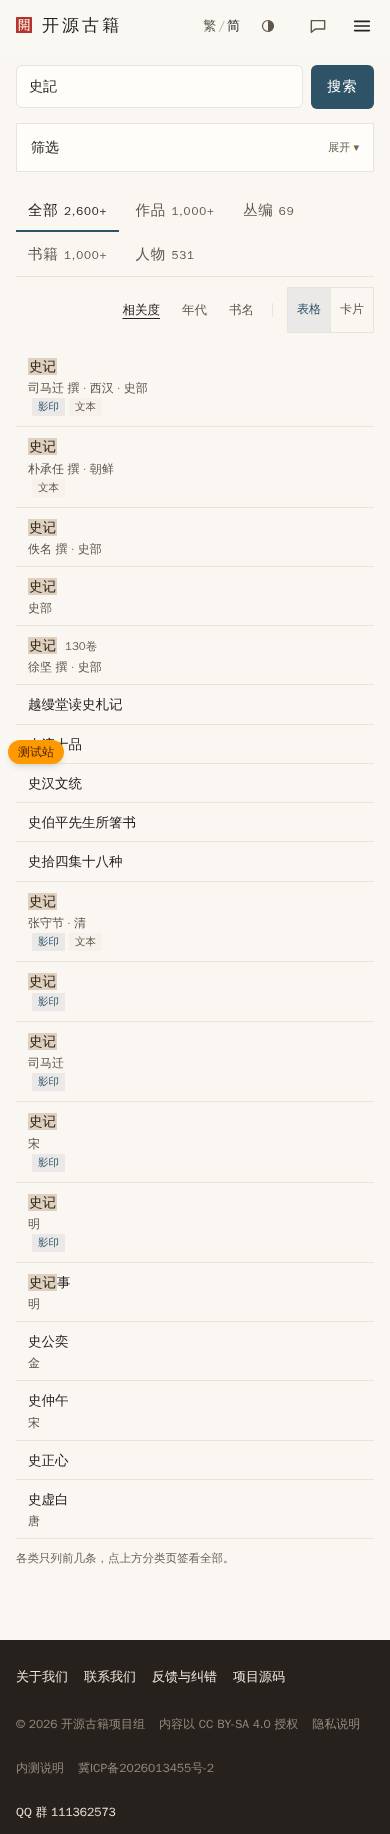 開 开源古籍 繁/简
史記 搜索
筛选 展开 ▾
全部 2,600+ 作品 1,000+ 丛编 69
书籍 1,000+ 人物 531
相关度 年代 书名 表格 卡片
史记
司马迁 撰 · 西汉 · 史部
影印 文本
史记
朴承任 撰 · 朝鲜
文本
史记
佚名 撰 · 史部
史记
史部
史记 130卷
徐坚 撰 · 史部
越缦堂读史札记
十品
测试站
史汉文统
史伯平先生所箸书
史拾四集十八种
史记
张守节 · 清
影印 文本
史记
影印
史记
司马迁
影印
史记
宋
影印
史记
明
影印
史记事
明
史公奕
金
史仲午
宋
史正心
史虚白
唐
各类只列前几条，点上方分类页签看全部。
关于我们 联系我们 反馈与纠错 项目源码
© 2026 开源古籍项目组 内容以 CC BY-SA 4.0 授权 隐私说明
内测说明 冀ICP备2026013455号-2
QQ 群 111362573